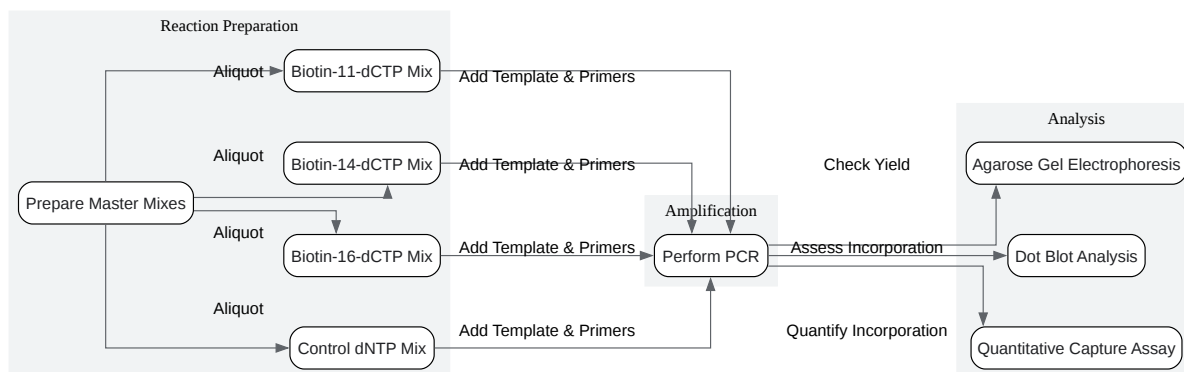 Reaction Preparation
Prepare Master Mixes
Aliquot
Biotin-11-dCTP Mix
Add Template & Primers
Aliquot
Biotin-14-dCTP Mix
Add Template & Primers
Aliquot
Biotin-16-dCTP Mix
Add Template & Primers
Aliquot
Control dNTP Mix
Add Template & Primers
Amplification
Perform PCR
Check Yield
Assess Incorporation
Quantify Incorporation
Analysis
Agarose Gel Electrophoresis
Dot Blot Analysis
Quantitative Capture Assay